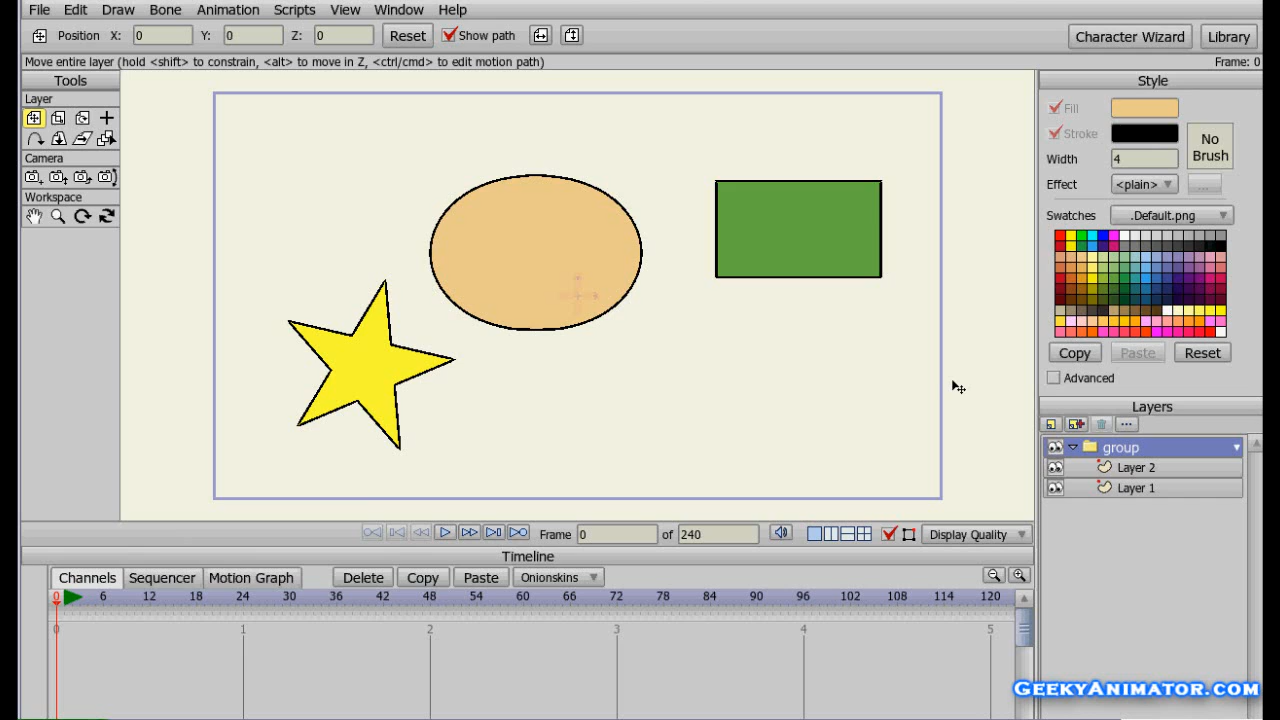 File Edit Draw Bone Animation Scripts View Window Help
Position X: 0 Y: 0 Z: 0 Reset Show path Character Wizard Library
Move entire layer (hold <shift> to constrain, <alt> to move in Z, <ctrl/cmd> to edit motion path) Frame: 0
Tools
Layer
Camera
Workspace
Style
Fill
Stroke
No Brush
Width 4
Effect <plain> ...
Swatches .Default.png
Copy Paste Reset
Advanced
Layers
...
group
Layer 2
Layer 1
Frame 0 of 240 Display Quality
Timeline
Channels Sequencer Motion Graph Delete Copy Paste Onionskins
0 6 12 18 24 30 36 42 48 54 60 66 72 78 84 90 96 102 108 114 120
0 1 2 3 4 5
GeekyAnimator.com